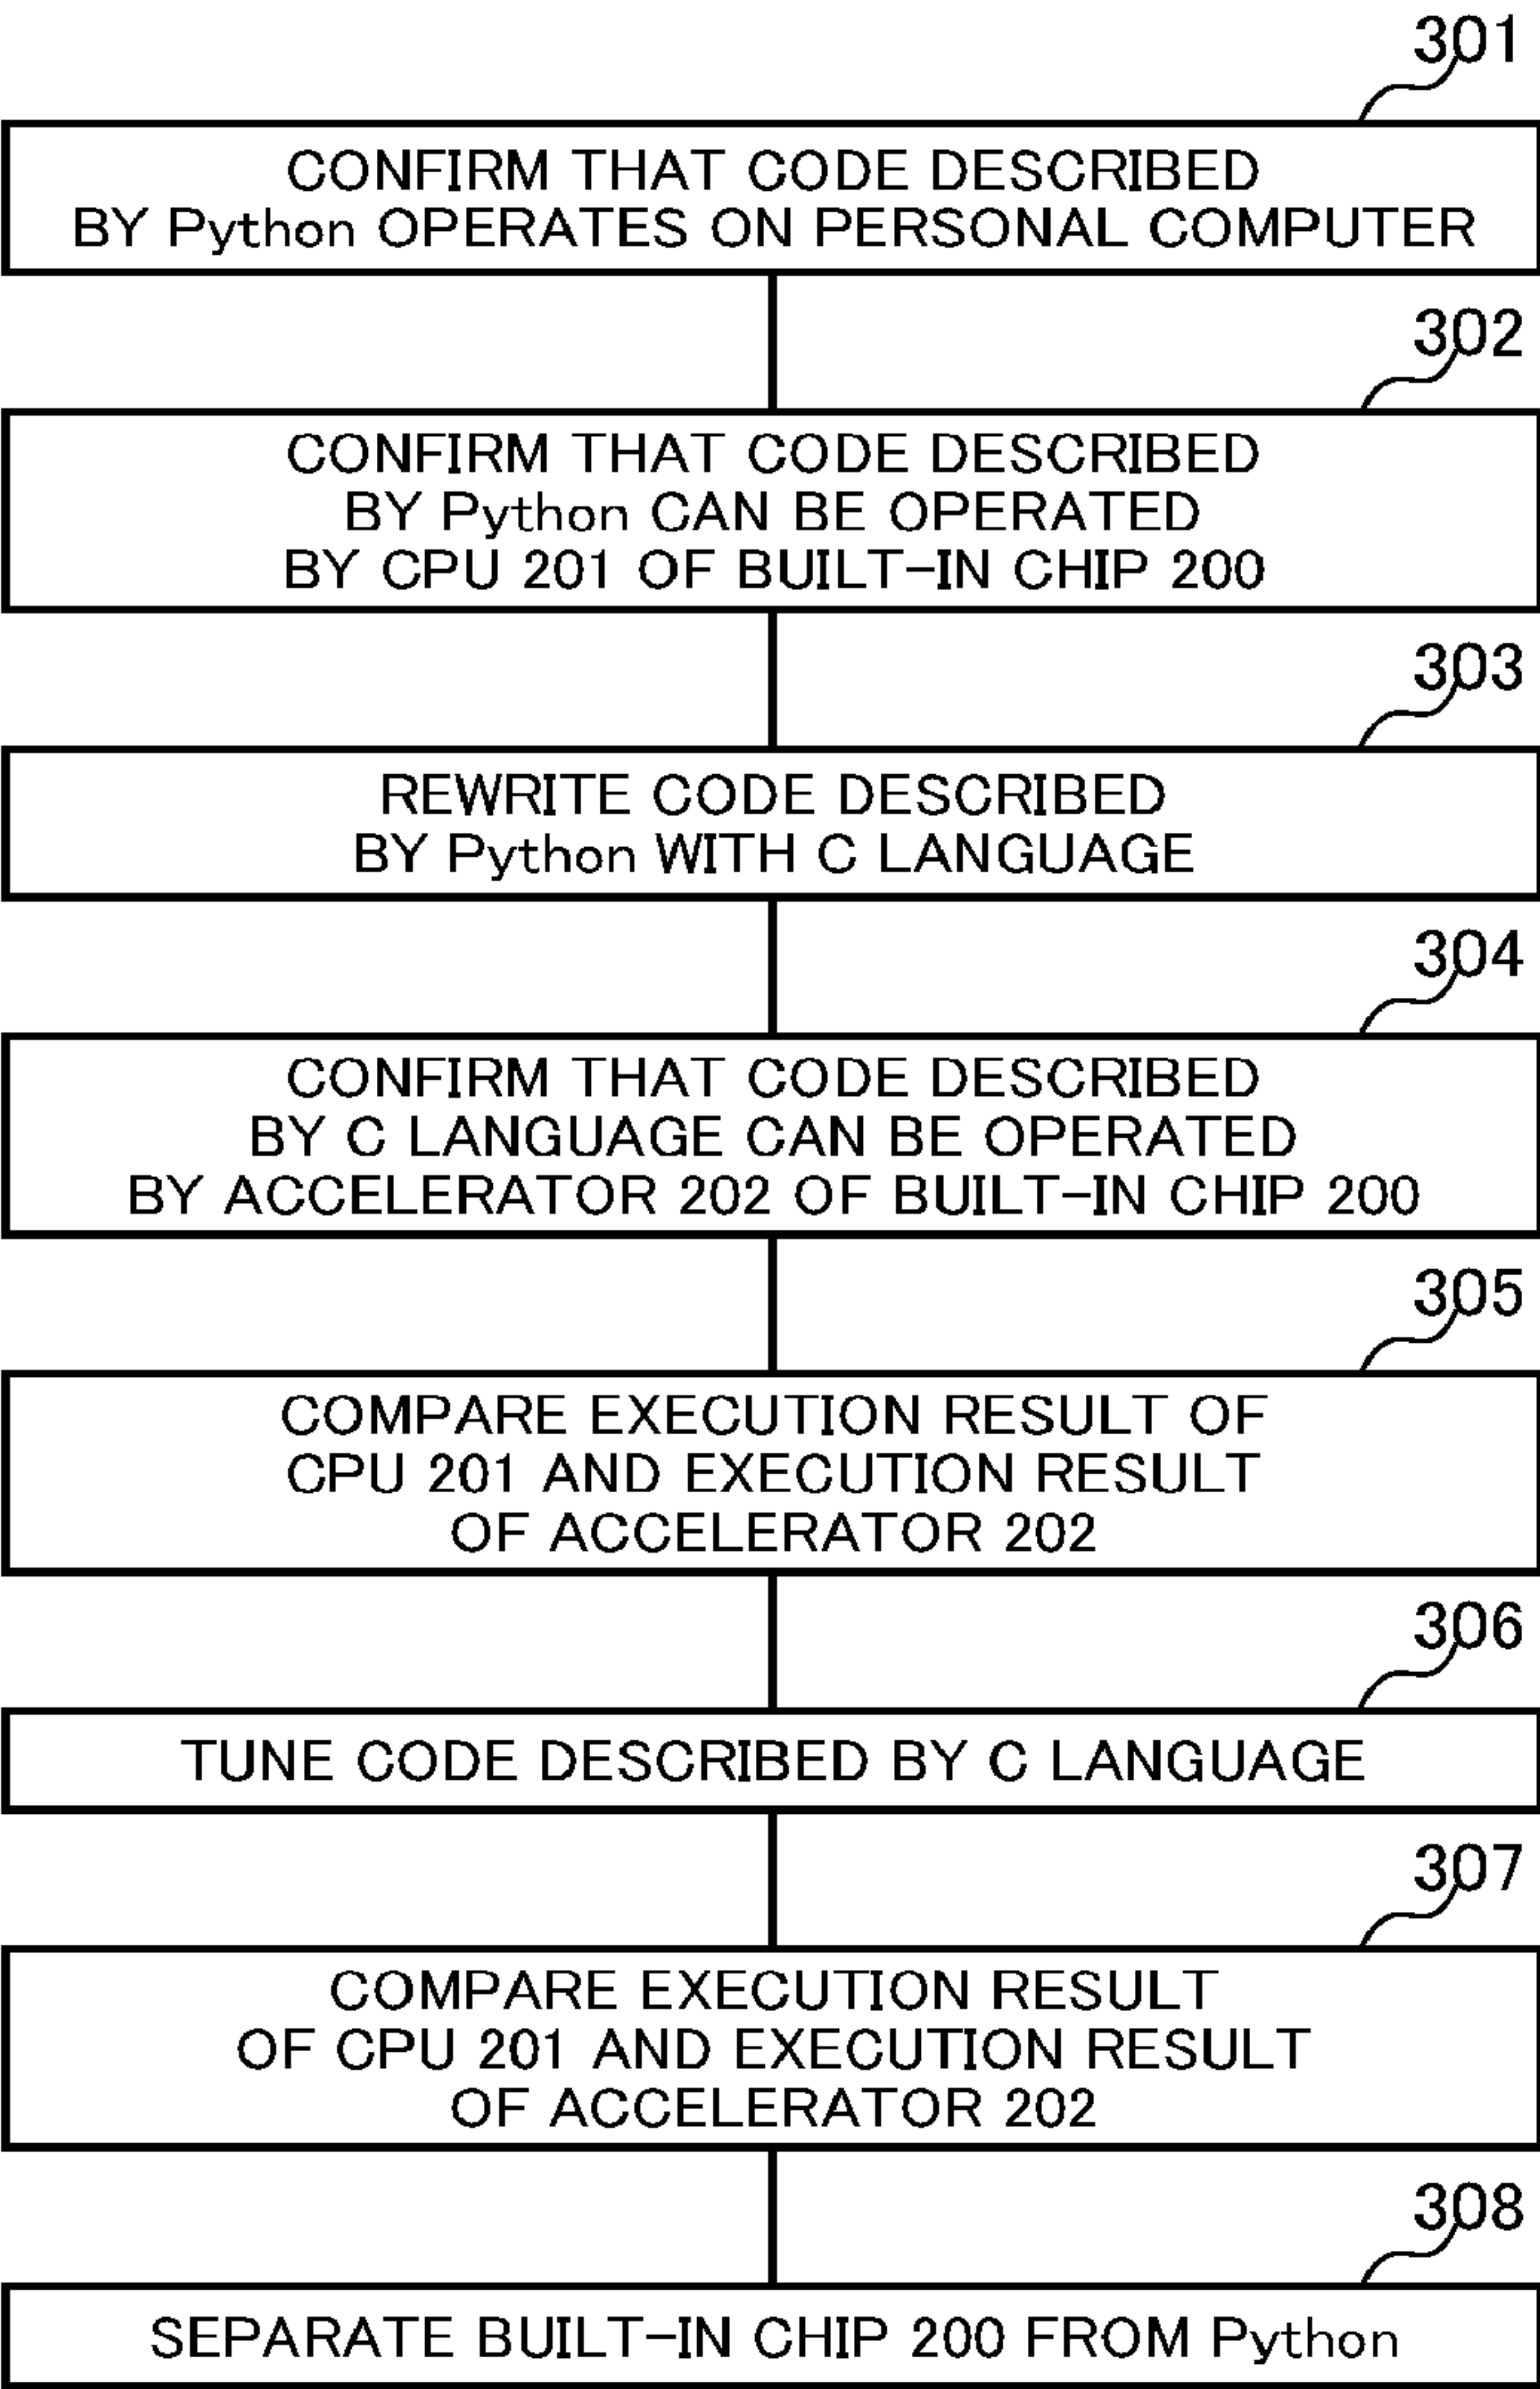 301
CONFIRM THAT CODE DESCRIBED
BY Python OPERATES ON PERSONAL COMPUTER
302
CONFIRM THAT CODE DESCRIBED
BY Python CAN BE OPERATED
BY CPU 201 OF BUILT-IN CHIP 200
303
REWRITE CODE DESCRIBED
BY Python WITH C LANGUAGE
304
CONFIRM THAT CODE DESCRIBED
BY C LANGUAGE CAN BE OPERATED
BY ACCELERATOR 202 OF BUILT-IN CHIP 200
305
COMPARE EXECUTION RESULT OF
CPU 201 AND EXECUTION RESULT
OF ACCELERATOR 202
306
TUNE CODE DESCRIBED BY C LANGUAGE
307
COMPARE EXECUTION RESULT
OF CPU 201 AND EXECUTION RESULT
OF ACCELERATOR 202
308
SEPARATE BUILT-IN CHIP 200 FROM Python